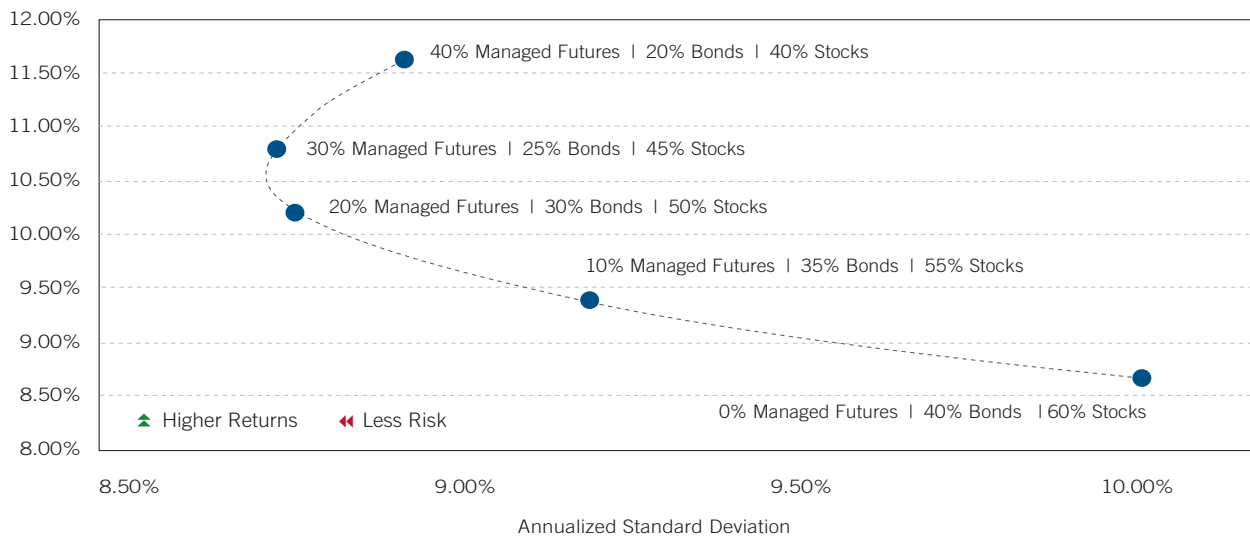 12.00%
40% Managed Futures | 20% Bonds | 40% Stocks
11.50%
11.00%
30% Managed Futures | 25% Bonds | 45% Stocks
10.50%
20% Managed Futures | 30% Bonds | 50% Stocks
10.00%
10% Managed Futures | 35% Bonds | 55% Stocks
9.50%
9.00%
8.50%
0% Managed Futures | 40% Bonds | 60% Stocks
Higher Returns Less Risk
8.00%
8.50% 9.00% 9.50% 10.00%
Annualized Standard Deviation